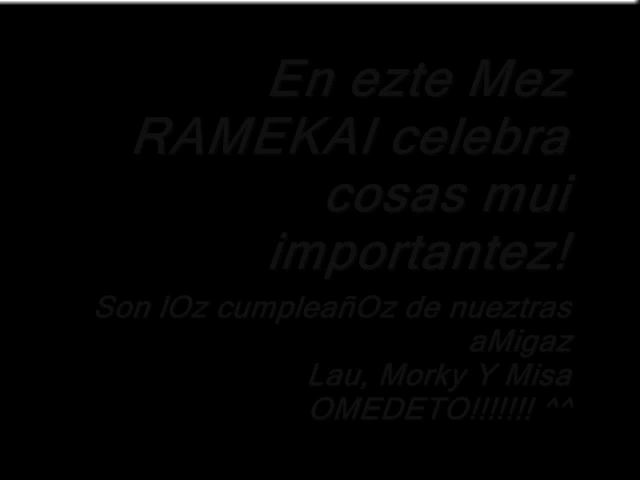 En ezte Mez
RAMEKAI celebra
cosas mui
importantez!
Son lOz cumpleañOz de nueztras
aMigaz
Lau, Morky Y Misa
OMEDETO!!!!!!! ^^